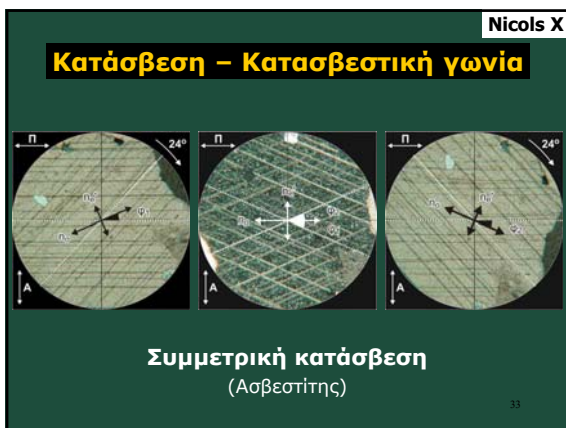 Nicols X
Κατάσβεση – Κατασβεστική γωνία
Π
24°
A
Π
A
Π
24°
A
Συμμετρική κατάσβεση
(Ασβεστίτης)
33